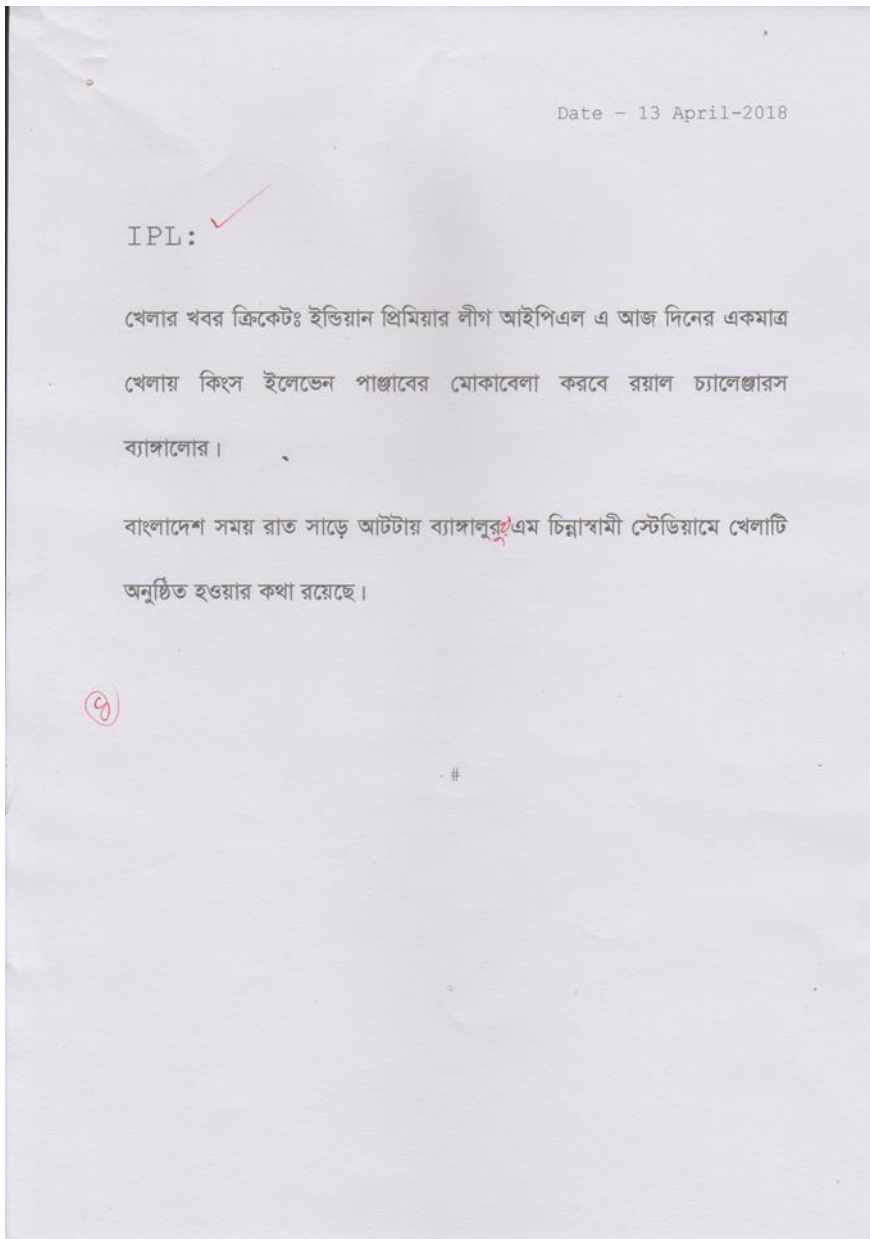 Date - 13 April-2018
IPL:
খেলার খবর ক্রিকেটঃ ইন্ডিয়ান প্রিমিয়ার লীগ আইপিএল এ আজ দিনের একমাত্র
খেলায় কিংস ইলেভেন পাঞ্জাবের মোকাবেলা করবে রয়াল চ্যালেঞ্জারস
ব্যাঙ্গালোর।
বাংলাদেশ সময় রাত সাড়ে আটটায় ব্যাঙ্গালুরু এম চিন্নাস্বামী স্টেডিয়ামে খেলাটি
অনুষ্ঠিত হওয়ার কথা রয়েছে।
#